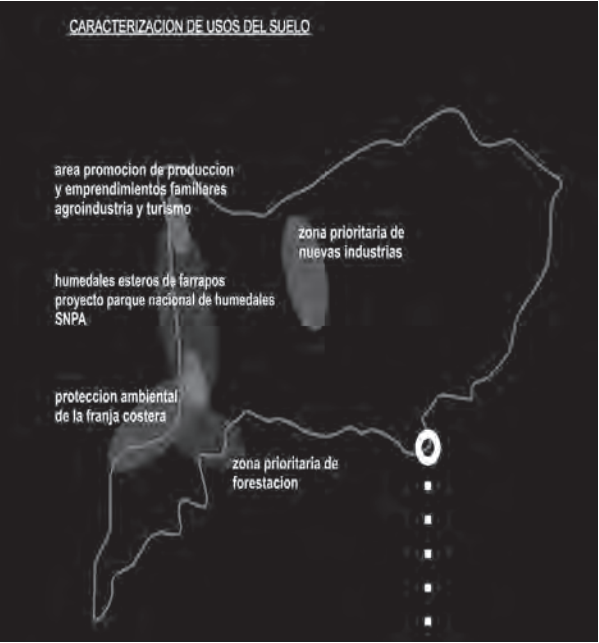 CARACTERIZACION DE USOS DEL SUELO
area promocion de produccion
y emprendimientos familiares
agroindustria y turismo
zona prioritaria de
nuevas industrias
humedales esteros de farrapos
proyecto parque nacional de humedales
SNPA
proteccion ambiental
de la franja costera
zona prioritaria de
forestacion